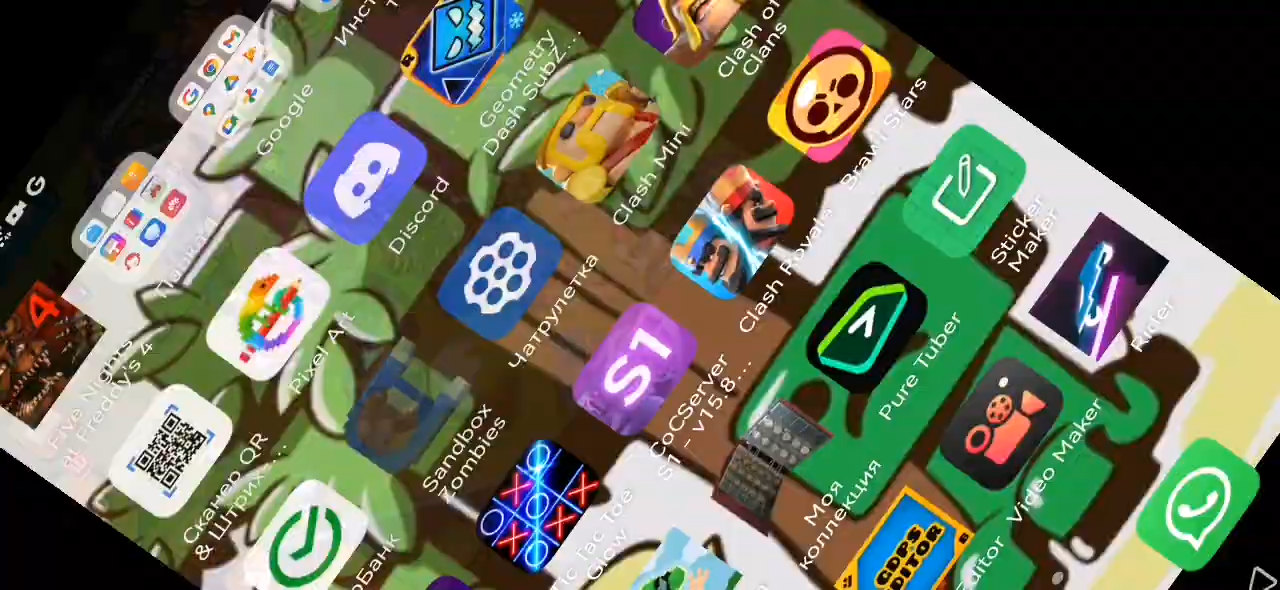 Google
Geometry
Dash SubZ...
Clash of
Clans
Discord
Clash Mini
Brawl Stars
4
Five Nights
Freddy's 4
Pixel Art
Чатрулетка
Clash Royale
Sticker
Maker
Сканер QR
& Штрих-...
Sandbox
Zombies
S1
CoCServer
S1 - v15.8...
Pure Tuber
Rider
Tic Tac Toe
Glow
Моя
коллекция
Video Maker
GDPS
EDITOR
Editor